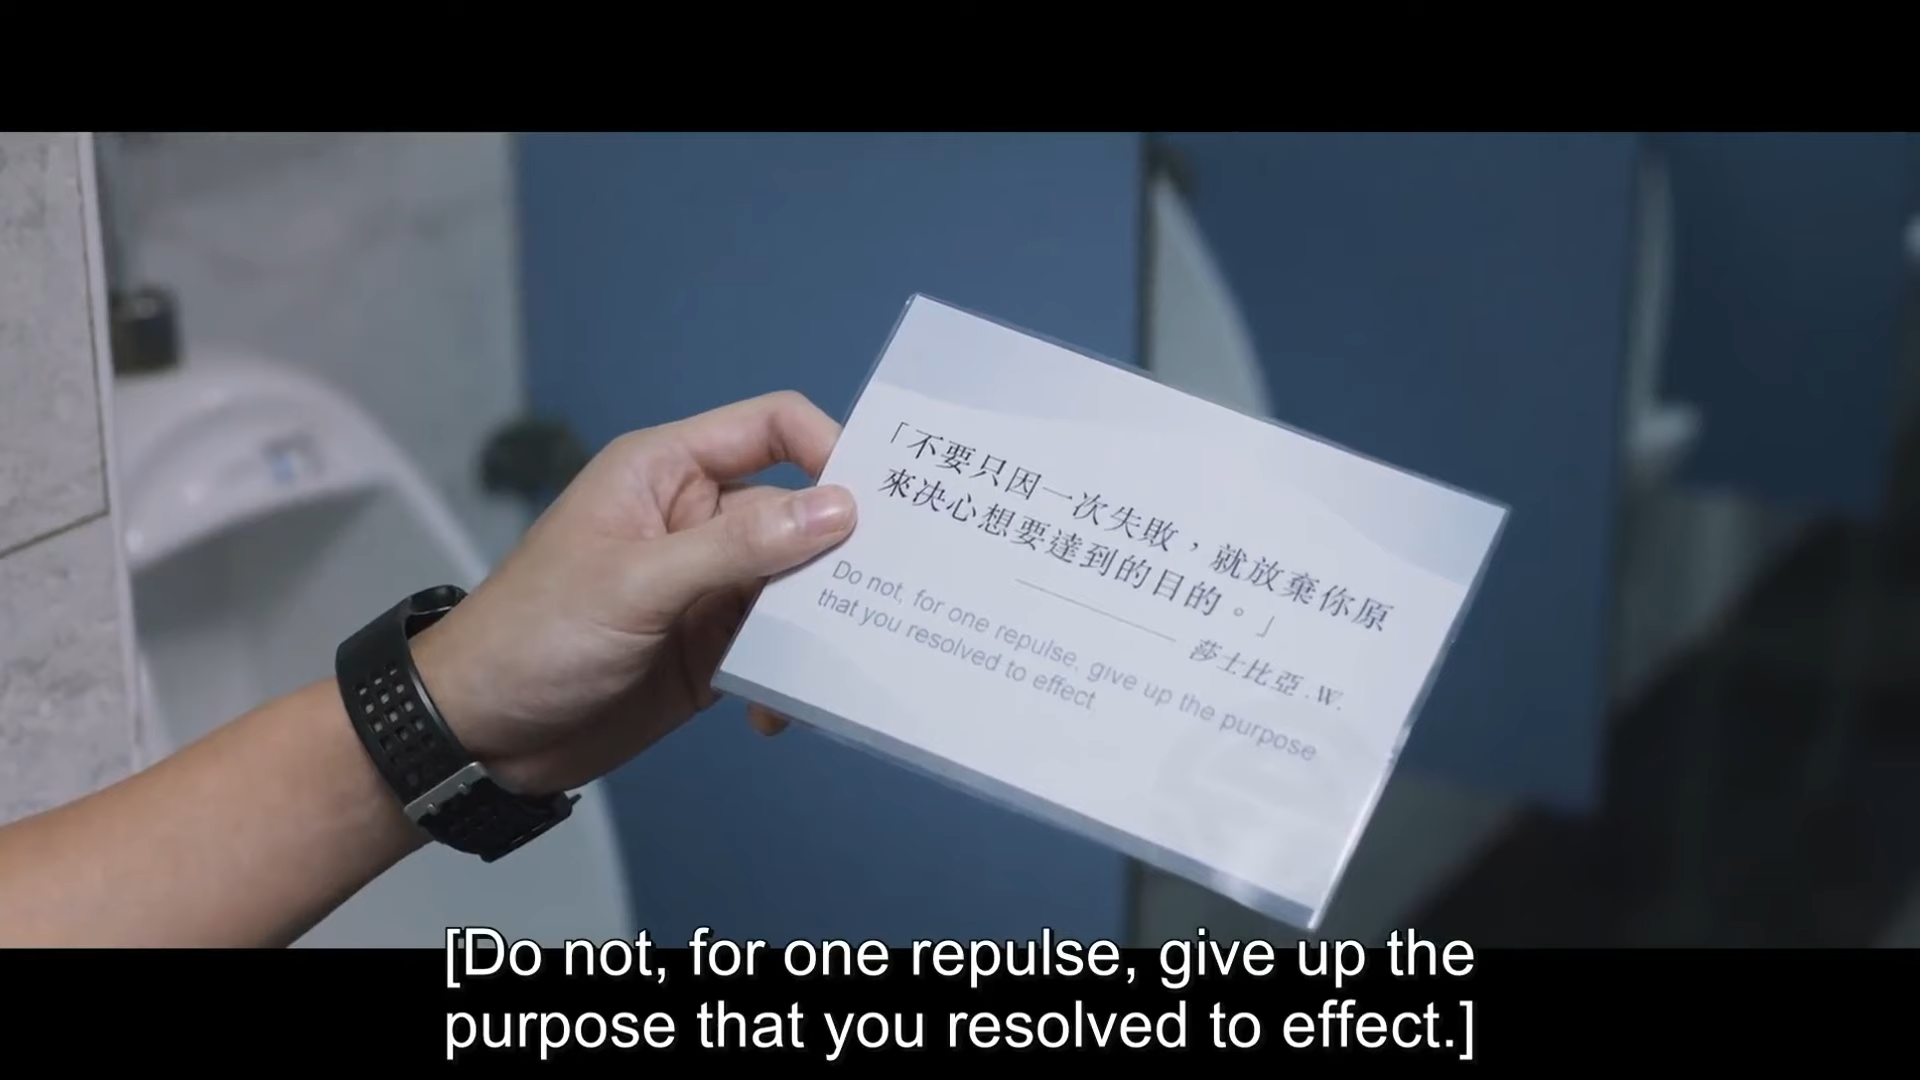 「不要只因一次失敗，就放棄你原
來決心想要達到的目的。」
莎士比亞.W.
Do not, for one repulse, give up the purpose
that you resolved to effect.
[Do not, for one repulse, give up the
purpose that you resolved to effect.]